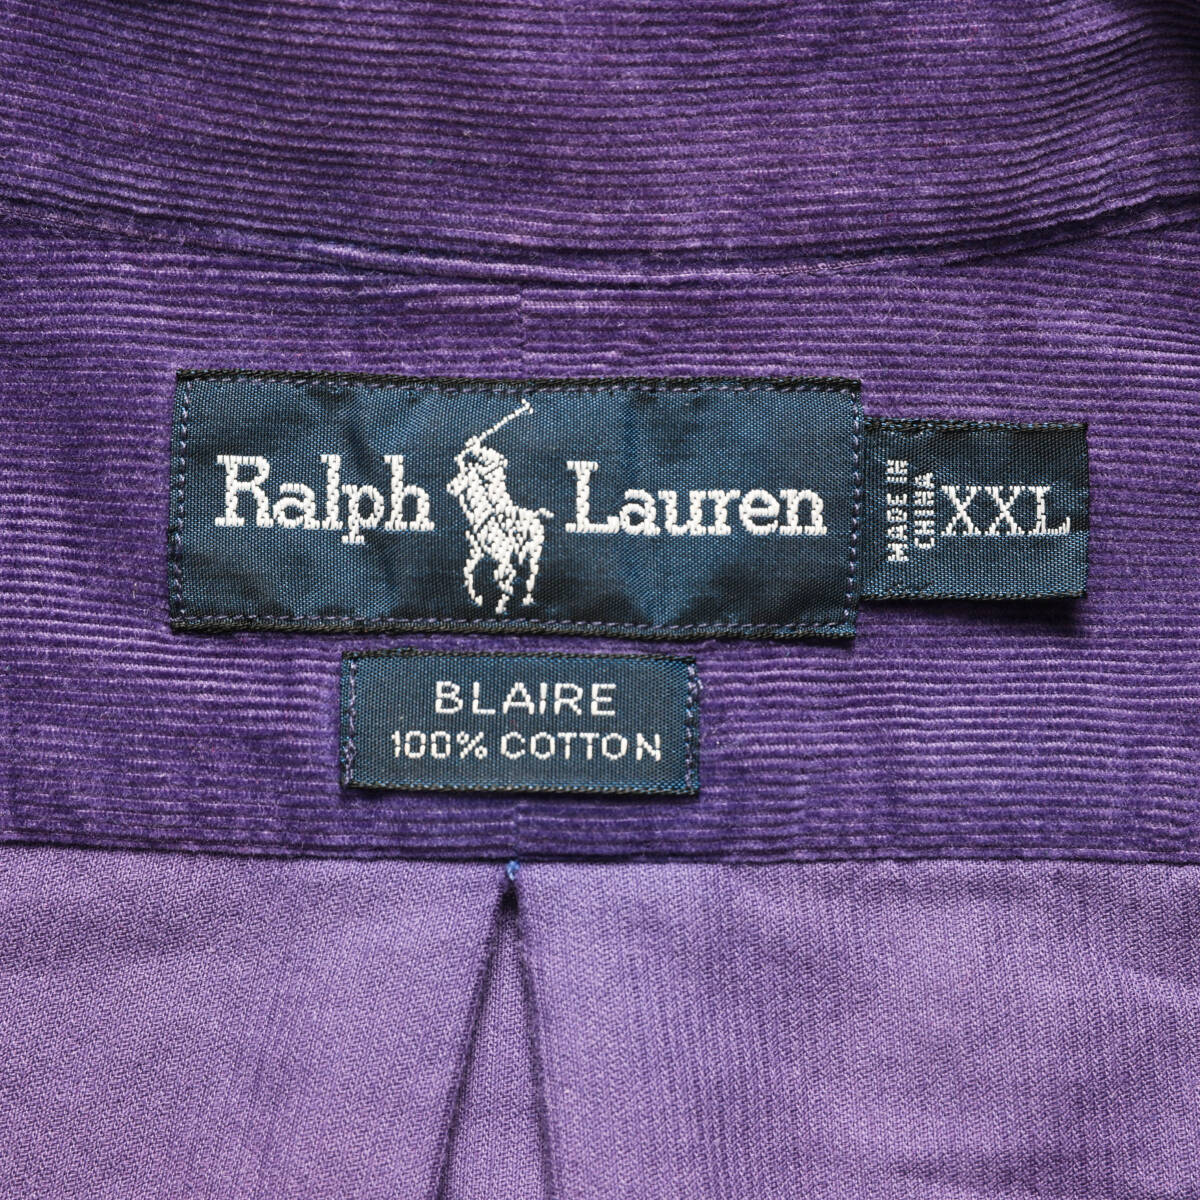 Ralph Lauren
MADE IN
CHINA
XXL
BLAIRE
100% COTTON